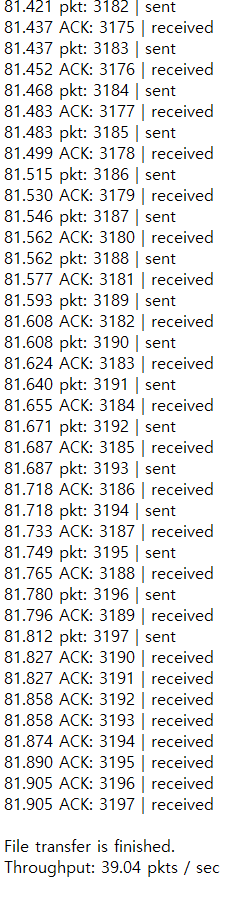 81.421 pkt: 3182 | sent
81.437 ACK: 3175 | received
81.437 pkt: 3183 | sent
81.452 ACK: 3176 | received
81.468 pkt: 3184 | sent
81.483 ACK: 3177 | received
81.483 pkt: 3185 | sent
81.499 ACK: 3178 | received
81.515 pkt: 3186 | sent
81.530 ACK: 3179 | received
81.546 pkt: 3187 | sent
81.562 ACK: 3180 | received
81.562 pkt: 3188 | sent
81.577 ACK: 3181 | received
81.593 pkt: 3189 | sent
81.608 ACK: 3182 | received
81.608 pkt: 3190 | sent
81.624 ACK: 3183 | received
81.640 pkt: 3191 | sent
81.655 ACK: 3184 | received
81.671 pkt: 3192 | sent
81.687 ACK: 3185 | received
81.687 pkt: 3193 | sent
81.718 ACK: 3186 | received
81.718 pkt: 3194 | sent
81.733 ACK: 3187 | received
81.749 pkt: 3195 | sent
81.765 ACK: 3188 | received
81.780 pkt: 3196 | sent
81.796 ACK: 3189 | received
81.812 pkt: 3197 | sent
81.827 ACK: 3190 | received
81.827 ACK: 3191 | received
81.858 ACK: 3192 | received
81.858 ACK: 3193 | received
81.874 ACK: 3194 | received
81.890 ACK: 3195 | received
81.905 ACK: 3196 | received
81.905 ACK: 3197 | received
File transfer is finished.
Throughput: 39.04 pkts / sec